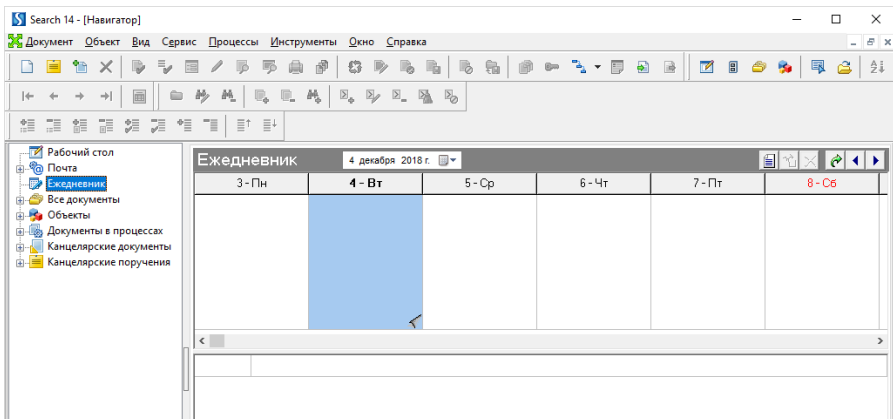 Search 14 - [Навигатор]
Документ Объект Вид Сервис Процессы Инструменты Окно Справка
Рабочий стол
Почта
Ежедневник
Все документы
Объекты
Документы в процессах
Канцелярские документы
Канцелярские поручения
Ежедневник 4 декабря 2018 г.
3 - Пн 4 - Вт 5 - Ср 6 - Чт 7 - Пт 8 - Сб